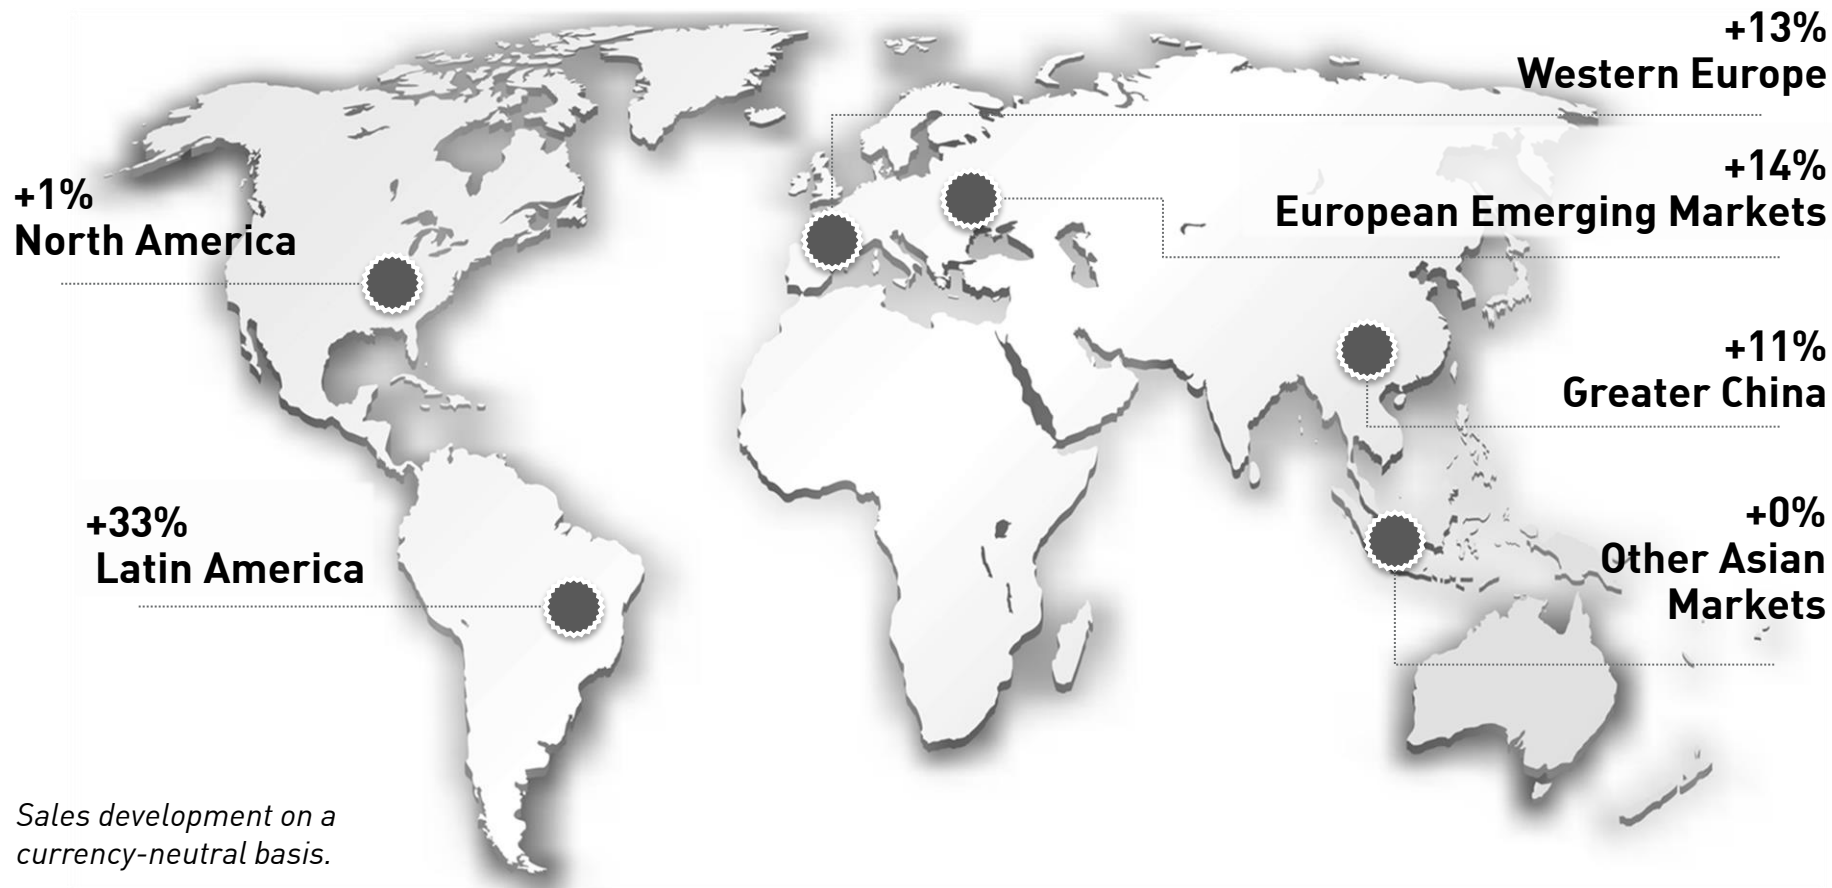 +13%
Western Europe
+14%
European Emerging Markets
+1%
North America
+11%
Greater China
+33%
Latin America
+0%
Other Asian
Markets
Sales development on a
currency-neutral basis.